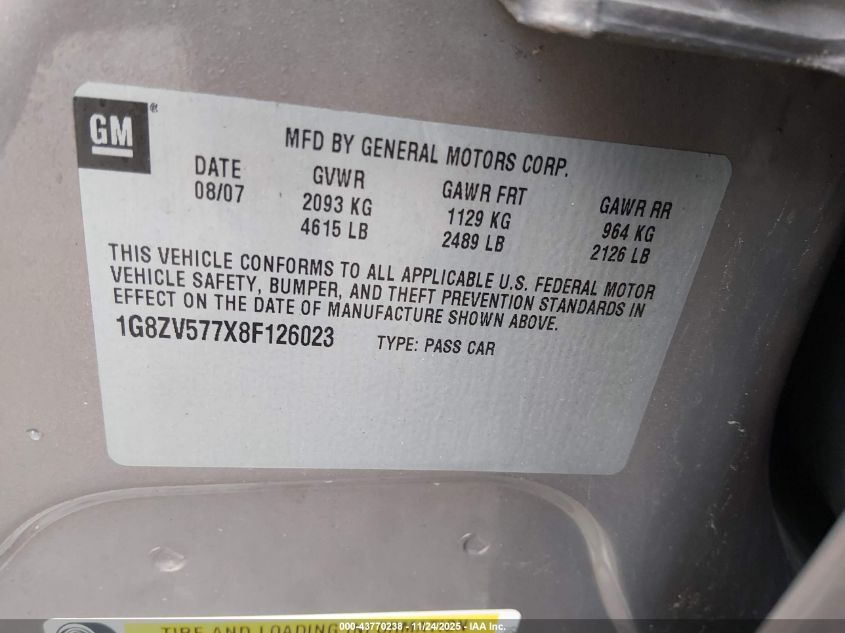 GM®
MFD BY GENERAL MOTORS CORP.
DATE GVWR GAWR FRT GAWR RR
08/07 2093 KG 1129 KG 964 KG
4615 LB 2489 LB 2126 LB
THIS VEHICLE CONFORMS TO ALL APPLICABLE U.S. FEDERAL MOTOR
VEHICLE SAFETY, BUMPER, AND THEFT PREVENTION STANDARDS IN
EFFECT ON THE DATE OF MANUFACTURE SHOWN ABOVE.
1G8ZV577X8F126023 TYPE: PASS CAR
TIRE AND LOADING INFORMATION
000-43770238 - 11/24/2025 - IAA Inc.